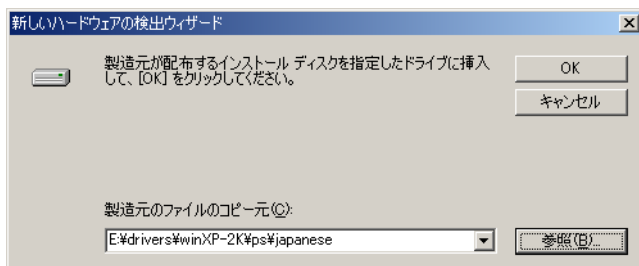 新しいハードウェアの検出ウィザード
製造元が配布するインストール ディスクを指定したドライブに挿入
して、[OK] をクリックしてください。
OK
キャンセル
製造元のファイルのコピー元(C):
E:¥drivers¥winXP-2K¥ps¥japanese
参照(B)...